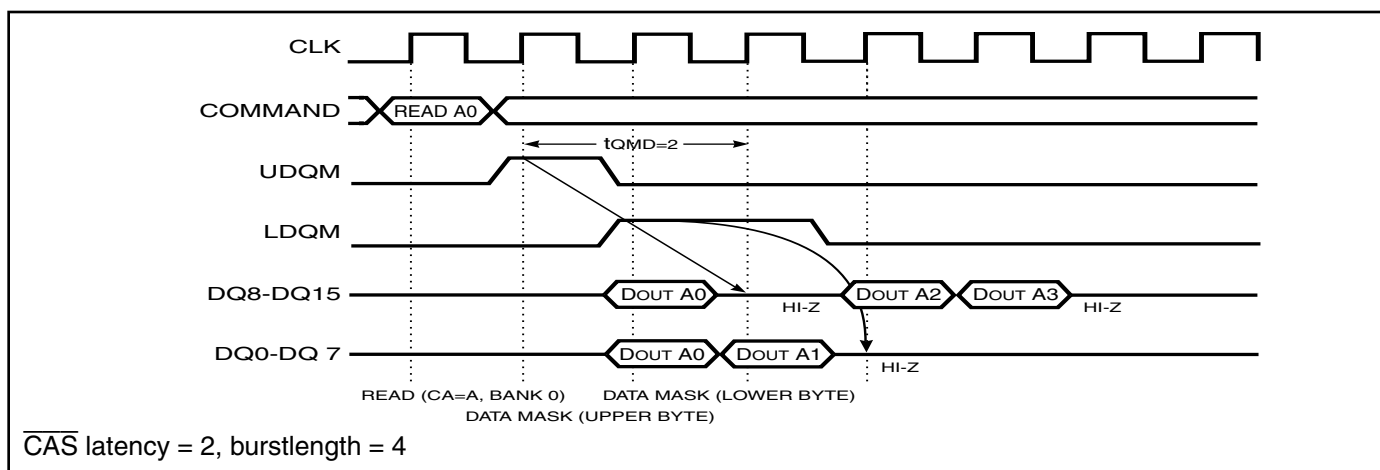 CLK
COMMAND READ A0
tQMD=2
UDQM
LDQM
DQ8-DQ15 DOUT A0 HI-Z DOUT A2 DOUT A3 HI-Z
DQ0-DQ 7 DOUT A0 DOUT A1 HI-Z
READ (CA=A, BANK 0) DATA MASK (LOWER BYTE)
DATA MASK (UPPER BYTE)
C̅A̅S̅ latency = 2, burstlength = 4